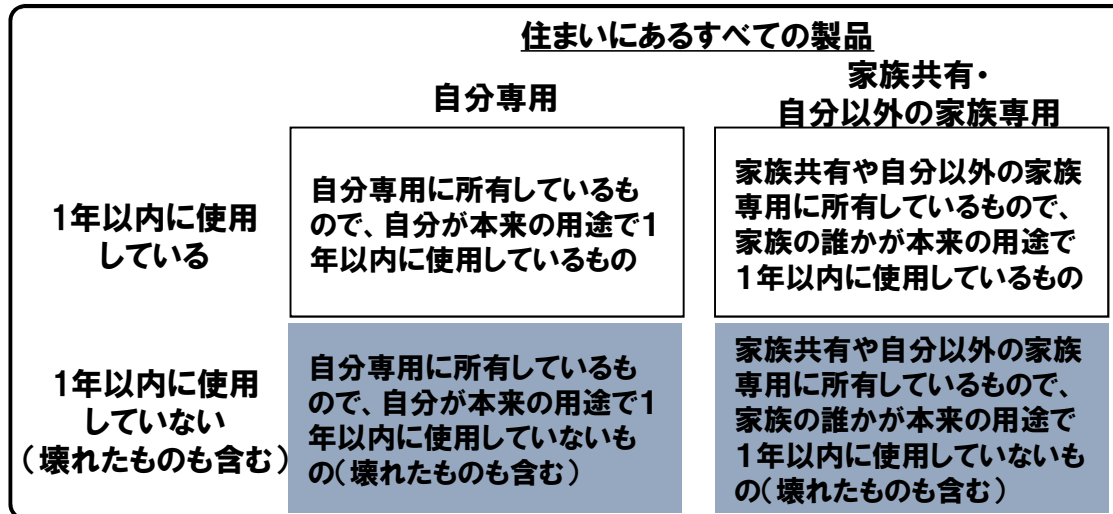 住まいにあるすべての製品
自分専用
家族共有・
自分以外の家族専用
1年以内に使用
している
自分専用に所有しているも
ので、自分が本来の用途で1
年以内に使用しているもの
家族共有や自分以外の家族
専用に所有しているもので、
家族の誰かが本来の用途で
1年以内に使用しているもの
1年以内に使用
していない
(壊れたものも含む)
自分専用に所有しているも
ので、自分が本来の用途で1
年以内に使用していないも
の(壊れたものも含む)
家族共有や自分以外の家族
専用に所有しているもので、
家族の誰かが本来の用途で
1年以内に使用していないも
の(壊れたものも含む)